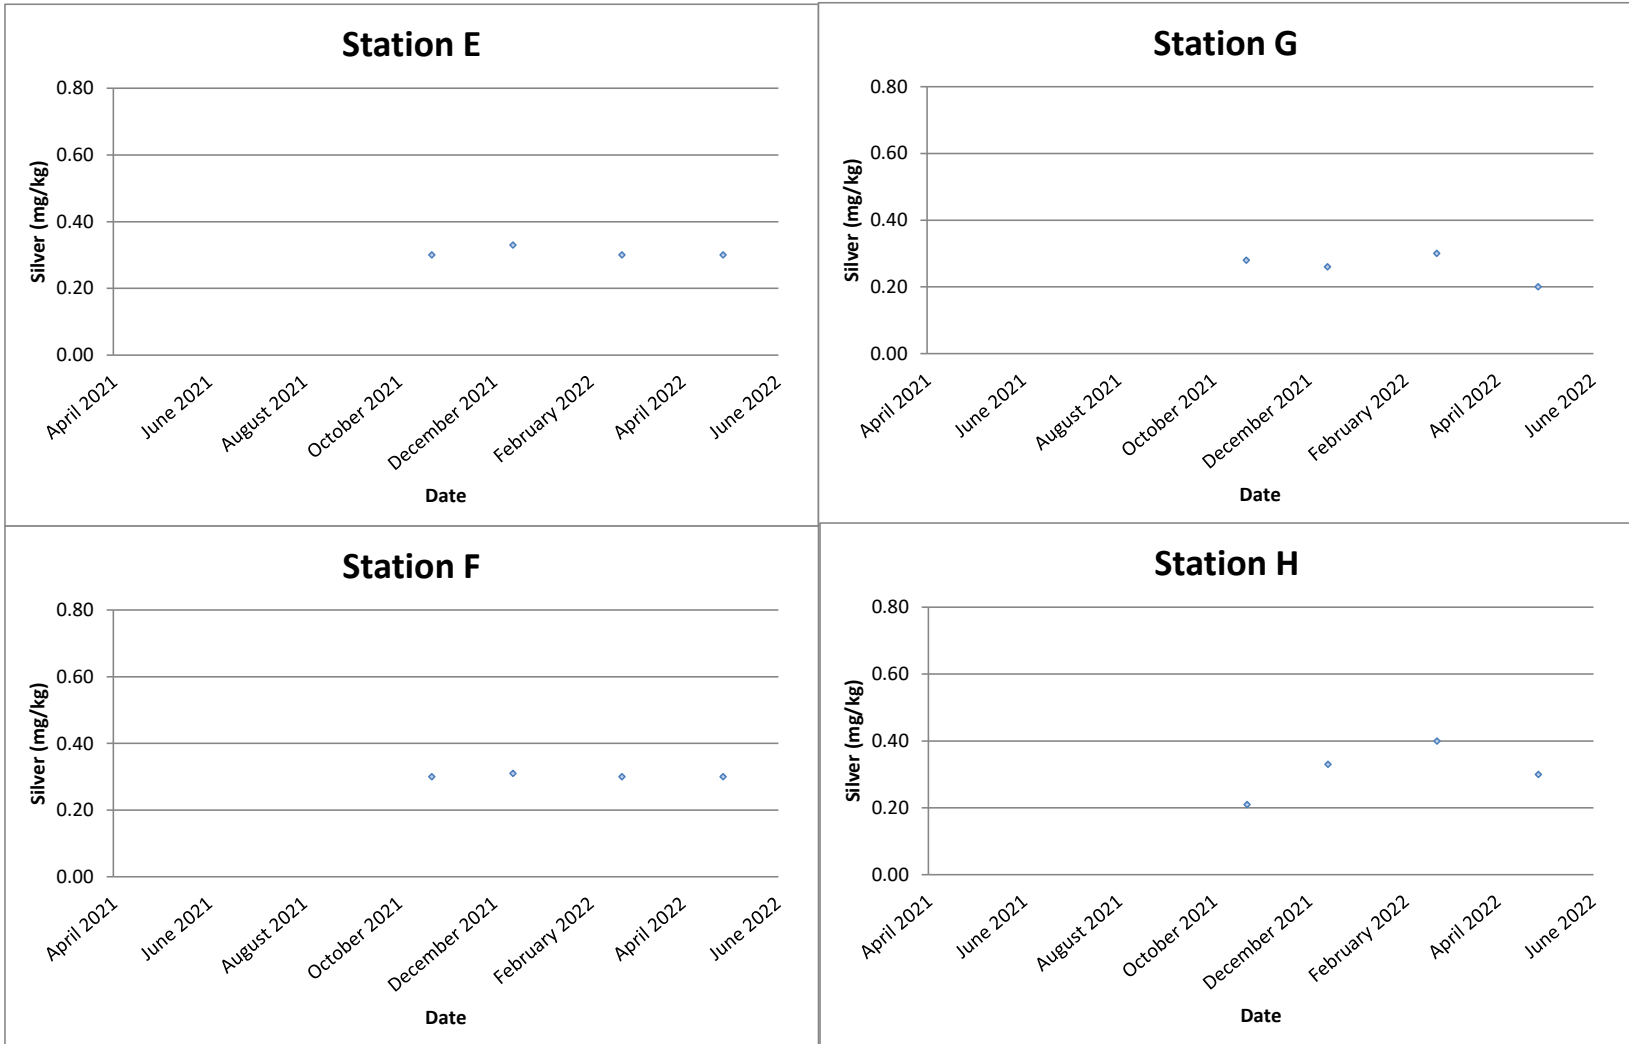 Station E
0.80
0.60
0.40
0.20
0.00
Silver (mg/kg)
April 2021
June 2021
August 2021
October 2021
December 2021
February 2022
April 2022
June 2022
Date
Station G
0.80
0.60
0.40
0.20
0.00
Silver (mg/kg)
April 2021
June 2021
August 2021
October 2021
December 2021
February 2022
April 2022
June 2022
Date
Station F
0.80
0.60
0.40
0.20
0.00
Silver (mg/kg)
April 2021
June 2021
August 2021
October 2021
December 2021
February 2022
April 2022
June 2022
Date
Station H
0.80
0.60
0.40
0.20
0.00
Silver (mg/kg)
April 2021
June 2021
August 2021
October 2021
December 2021
February 2022
April 2022
June 2022
Date